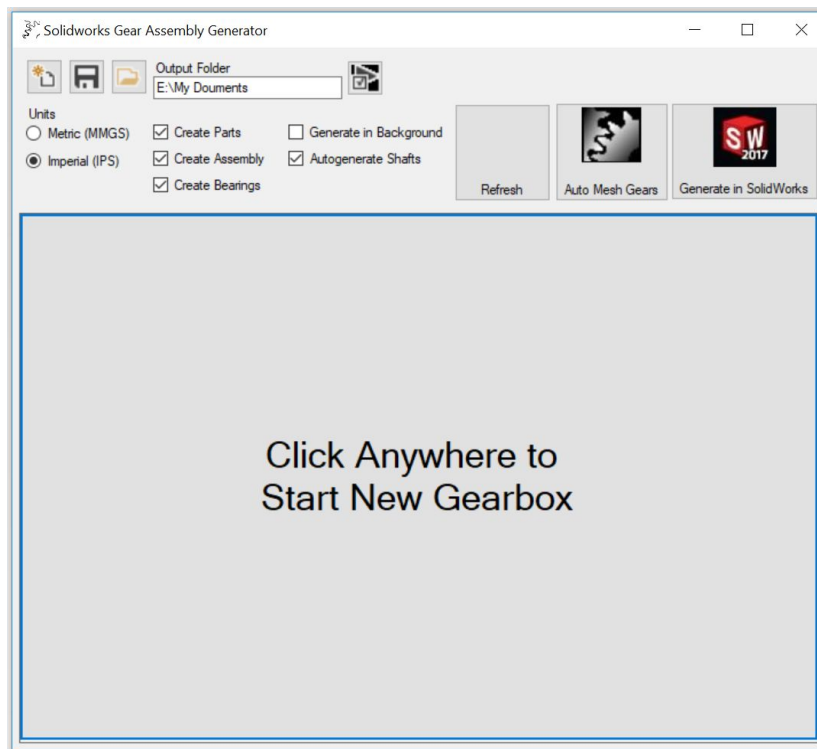 Solidworks Gear Assembly Generator
Output Folder
E:\My Douments
Units
Metric (MMGS)
Create Parts
Generate in Background
Imperial (IPS)
Create Assembly
Autogenerate Shafts
Create Bearings
Refresh
Auto Mesh Gears
SW
2017
Generate in SolidWorks
Click Anywhere to
Start New Gearbox